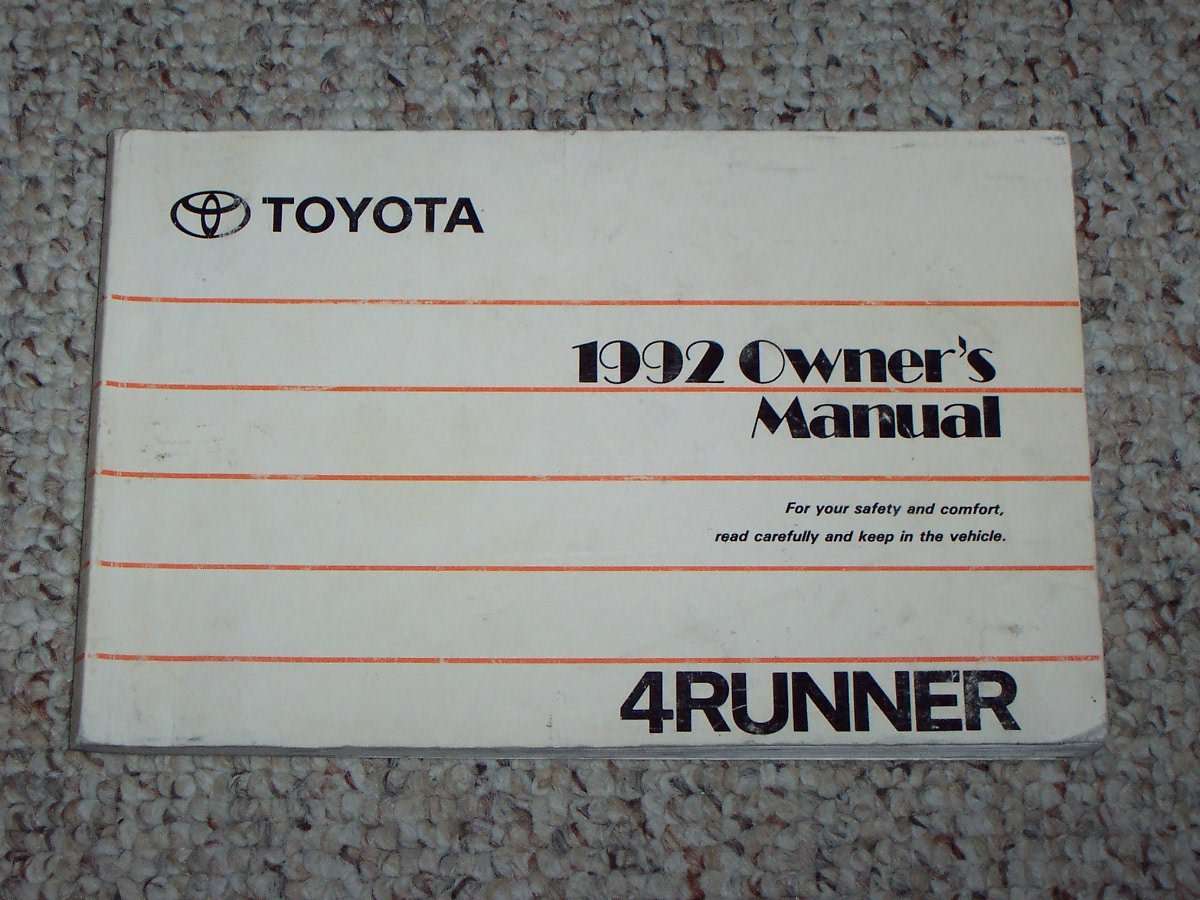 TOYOTA
1992 Owner's
Manual
For your safety and comfort,
read carefully and keep in the vehicle.
4RUNNER